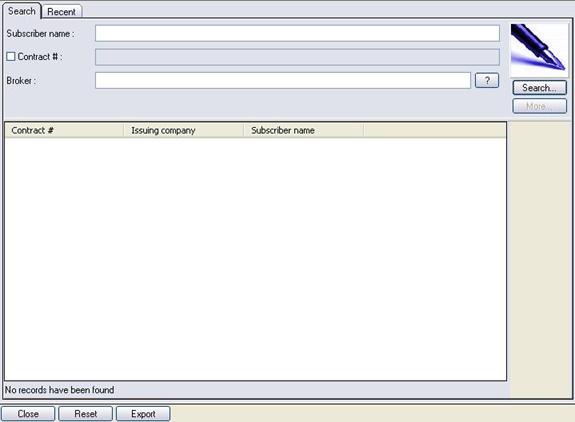 Search Recent
Subscriber name :
Contract # :
Broker : ?
Search...
More...
Contract # Issuing company Subscriber name
No records have been found
Close Reset Export